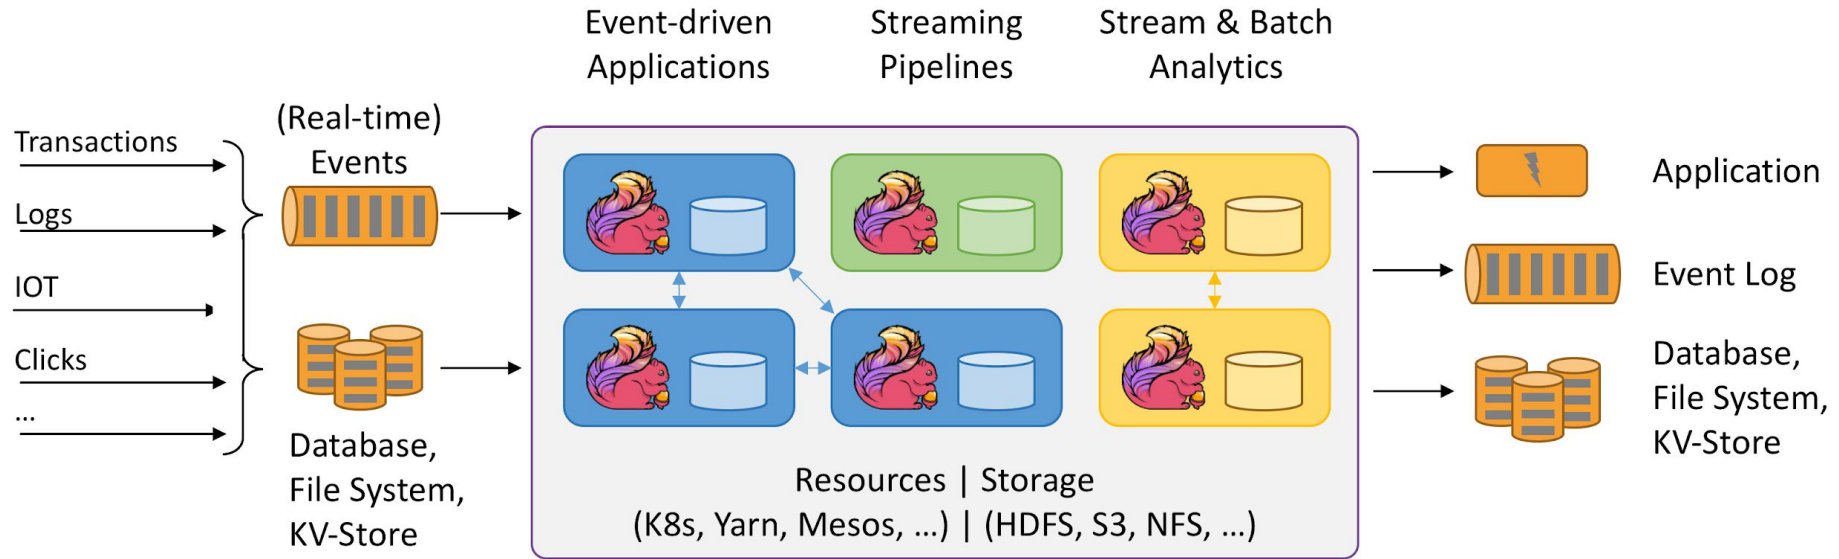 Event-driven
Applications
Streaming
Pipelines
Stream & Batch
Analytics
Transactions
Logs
IOT
Clicks
...
(Real-time)
Events
Database,
File System,
KV-Store
Resources | Storage
(K8s, Yarn, Mesos, ...) | (HDFS, S3, NFS, ...)
Application
Event Log
Database,
File System,
KV-Store